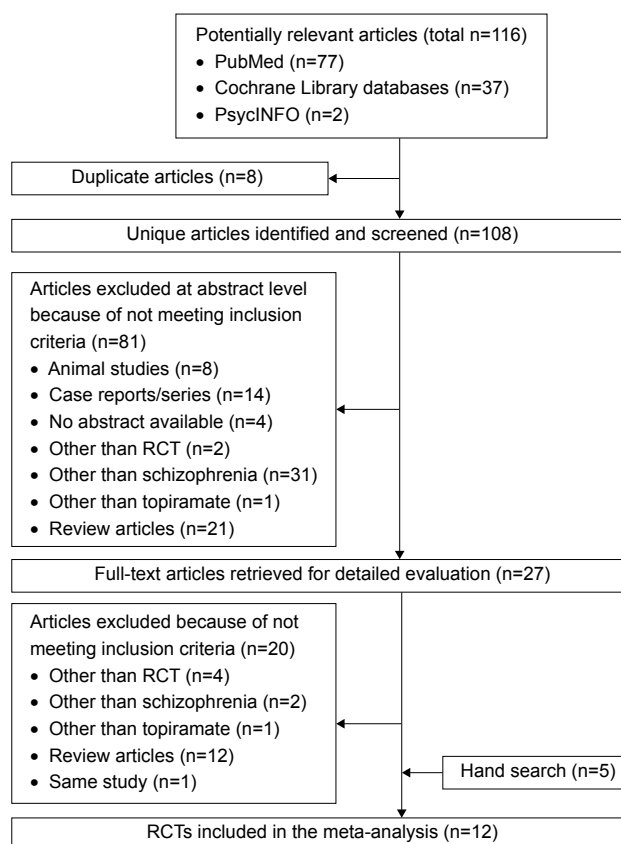 Potentially relevant articles (total n=116)
• PubMed (n=77)
• Cochrane Library databases (n=37)
• PsycINFO (n=2)
Duplicate articles (n=8)
Unique articles identified and screened (n=108)
Articles excluded at abstract level
because of not meeting inclusion
criteria (n=81)
• Animal studies (n=8)
• Case reports/series (n=14)
• No abstract available (n=4)
• Other than RCT (n=2)
• Other than schizophrenia (n=31)
• Other than topiramate (n=1)
• Review articles (n=21)
Full-text articles retrieved for detailed evaluation (n=27)
Articles excluded because of not
meeting inclusion criteria (n=20)
• Other than RCT (n=4)
• Other than schizophrenia (n=2)
• Other than topiramate (n=1)
• Review articles (n=12)
• Same study (n=1)
Hand search (n=5)
RCTs included in the meta-analysis (n=12)